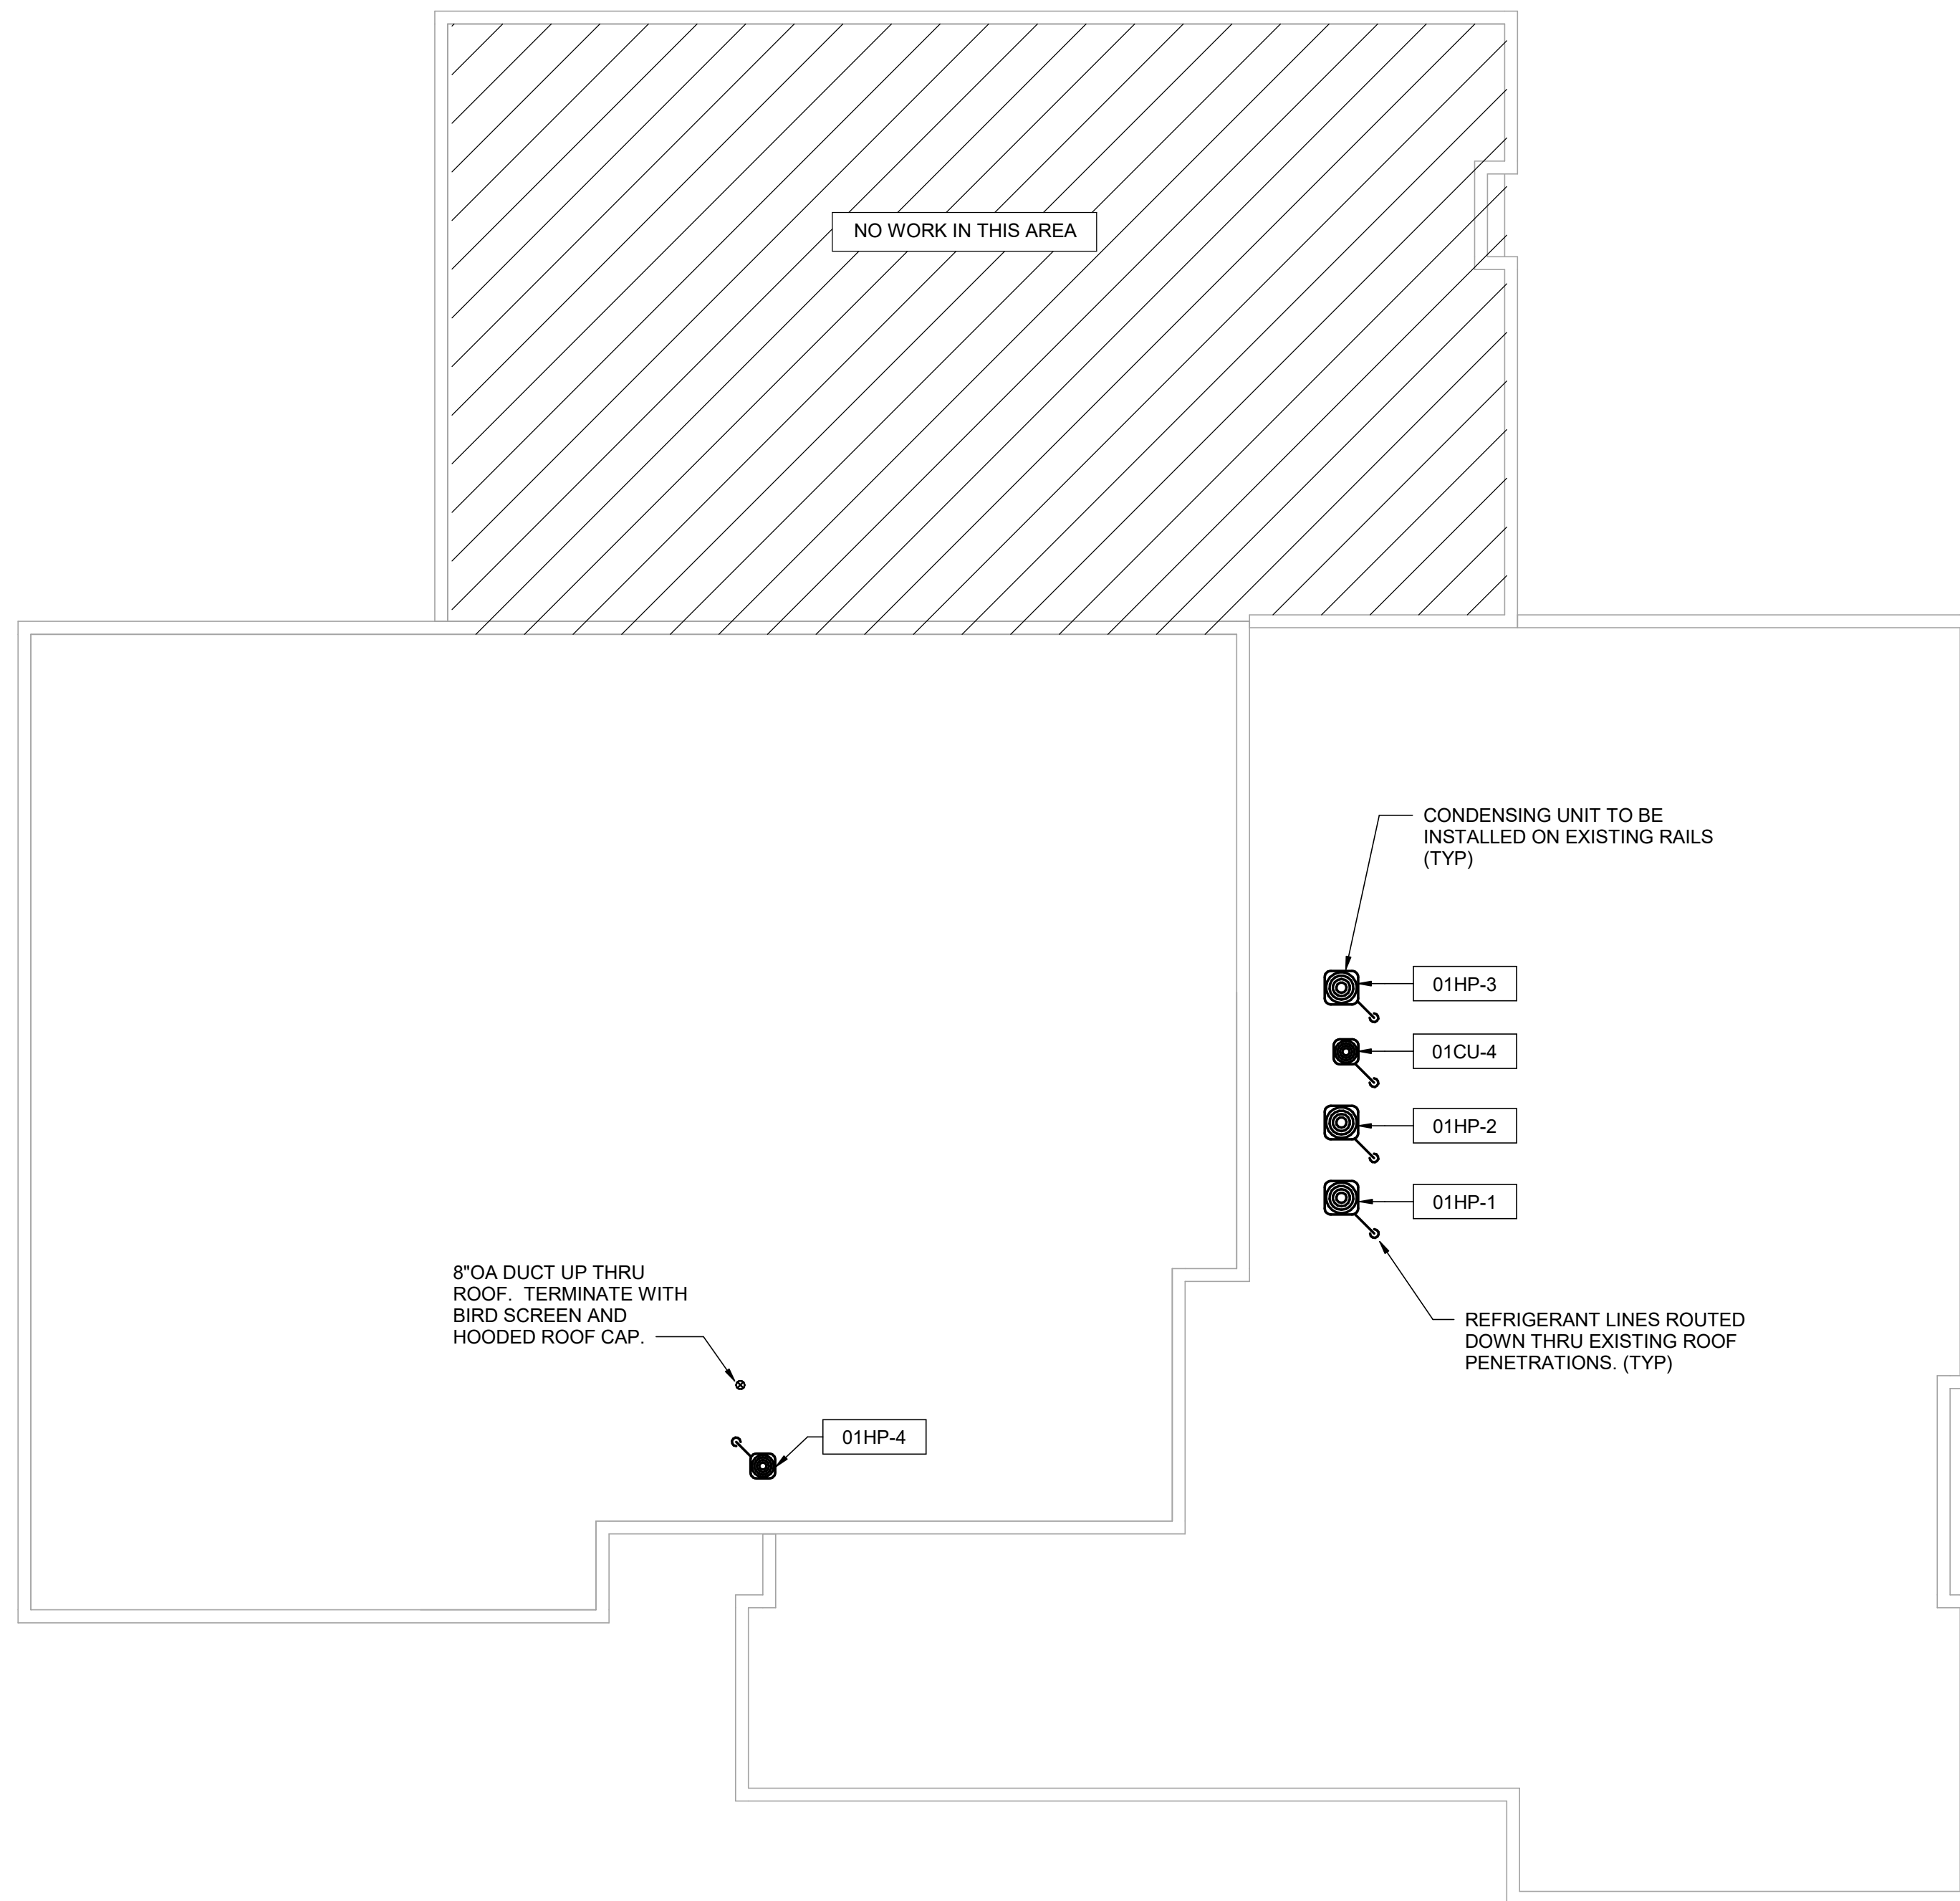 NO WORK IN THIS AREA
CONDENSING UNIT TO BE
INSTALLED ON EXISTING RAILS
(TYP)
01HP-3
01CU-4
01HP-2
01HP-1
8"OA DUCT UP THRU
ROOF. TERMINATE WITH
BIRD SCREEN AND
HOODED ROOF CAP.
REFRIGERANT LINES ROUTED
DOWN THRU EXISTING ROOF
PENETRATIONS. (TYP)
01HP-4